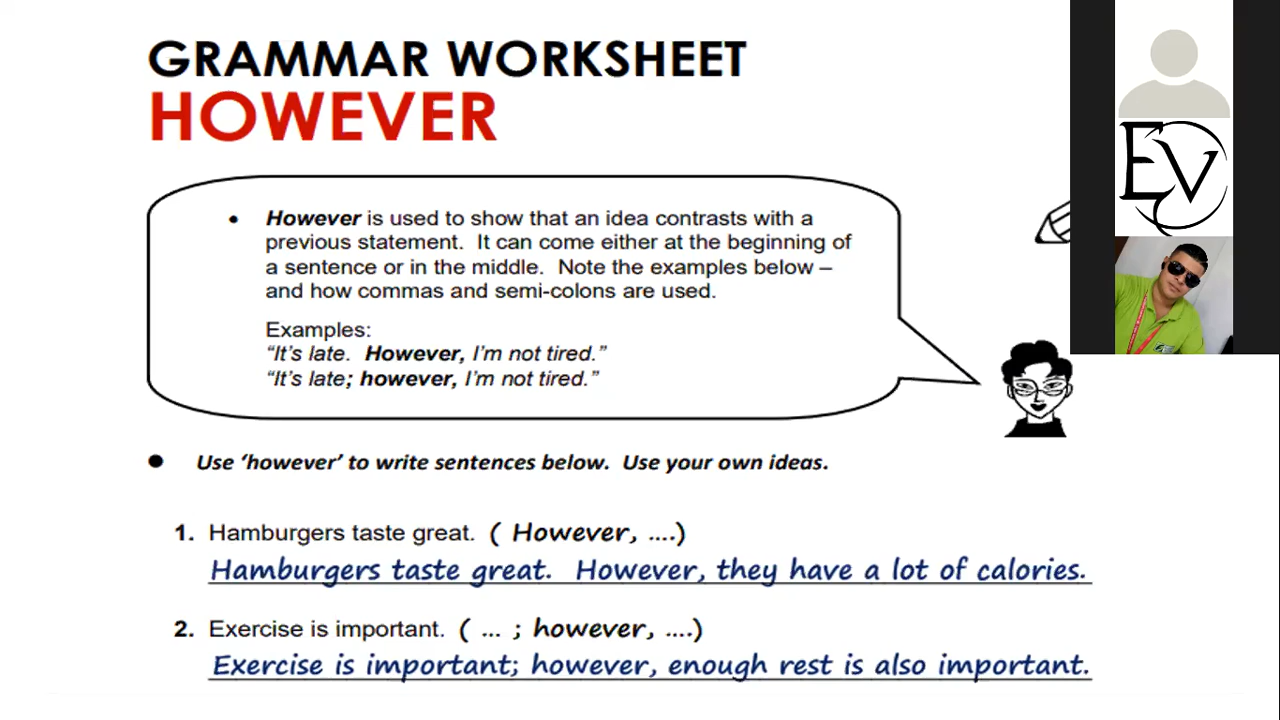 GRAMMAR WORKSHEET
HOWEVER
• However is used to show that an idea contrasts with a
previous statement. It can come either at the beginning of
a sentence or in the middle. Note the examples below –
and how commas and semi-colons are used.
Examples:
“It’s late. However, I’m not tired.”
“It’s late; however, I’m not tired.”
● Use ‘however’ to write sentences below. Use your own ideas.
1. Hamburgers taste great. ( However, ....)
Hamburgers taste great. However, they have a lot of calories.
2. Exercise is important. ( ... ; however, ....)
Exercise is important; however, enough rest is also important.
EV